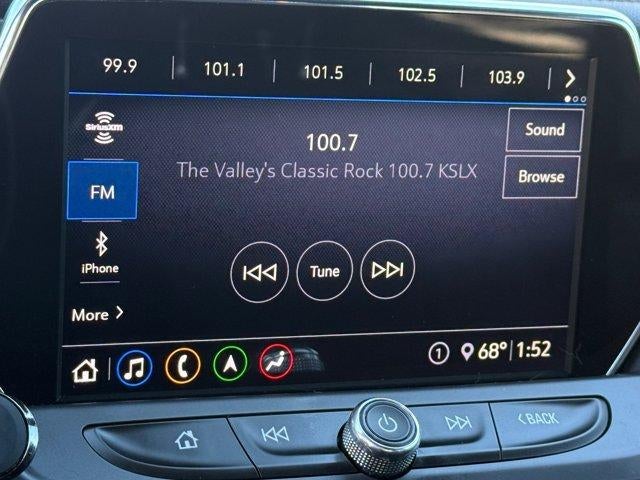 99.9 101.1 101.5 102.5 103.9
SiriusXM
FM
iPhone
More
100.7
The Valley's Classic Rock 100.7 KSLX
Sound
Browse
Tune
1 68° 1:52
BACK